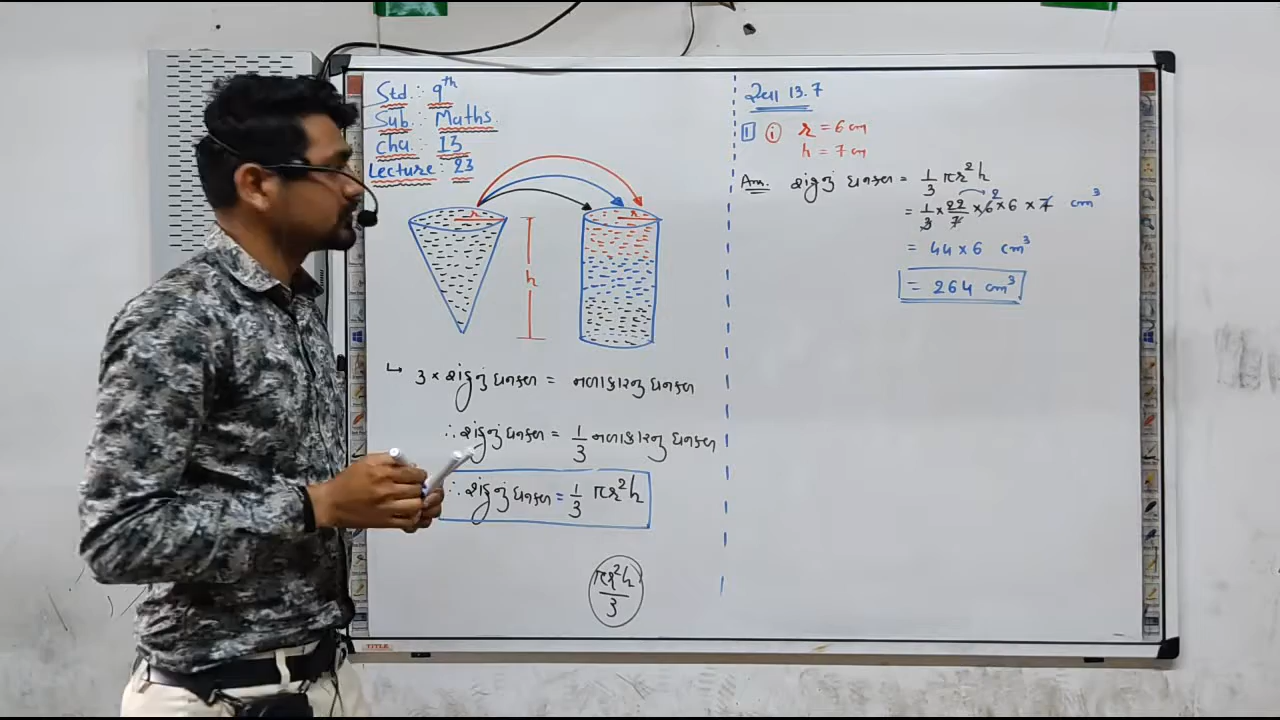 Std. : 9th
Sub. : Maths.
Cha. : 13
Lecture : 23
r
r
h
↳ 3 × શંકુનું ઘનફળ = નળાકારનું ઘનફળ
∴ શંકુનું ઘનફળ = 1/3 નળાકારનું ઘનફળ
∴ શંકુનું ઘનફળ = 1/3 πr²h
πr²h/3
સ્વા 13.7
1 (i) r = 6 cm
h = 7 cm
Ans. શંકુનું ઘનફળ = 1/3 πr²h
= 1/3 × 22/7 × 6 2 × 6 × 7 cm³
= 44 × 6 cm³
= 264 cm³
TITLE